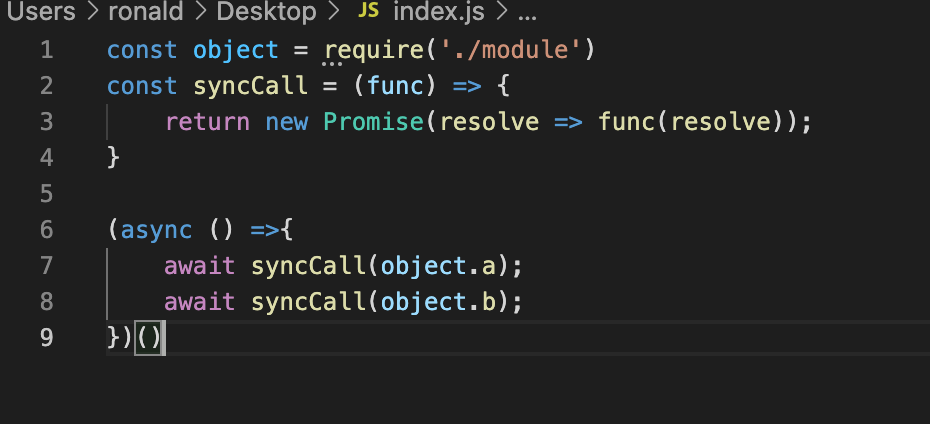 Users > ronald > Desktop > JS index.js > ...
1 const object = require('./module')
2 const syncCall = (func) => {
3     return new Promise(resolve => func(resolve));
4 }
5
6 (async () =>{
7     await syncCall(object.a);
8     await syncCall(object.b);
9 })()